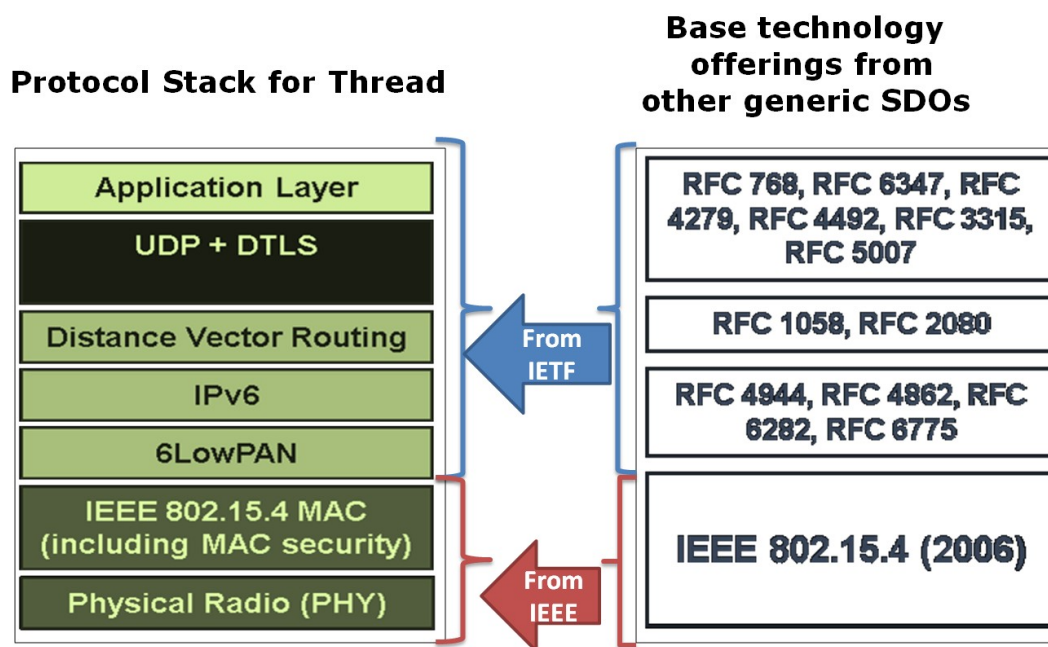 Protocol Stack for Thread
Application Layer
UDP + DTLS
Distance Vector Routing
IPv6
6LowPAN
IEEE 802.15.4 MAC
(including MAC security)
Physical Radio (PHY)
From
IETF
From
IEEE
Base technology
offerings from
other generic SDOs
RFC 768, RFC 6347, RFC
4279, RFC 4492, RFC 3315,
RFC 5007
RFC 1058, RFC 2080
RFC 4944, RFC 4862, RFC
6282, RFC 6775
IEEE 802.15.4 (2006)